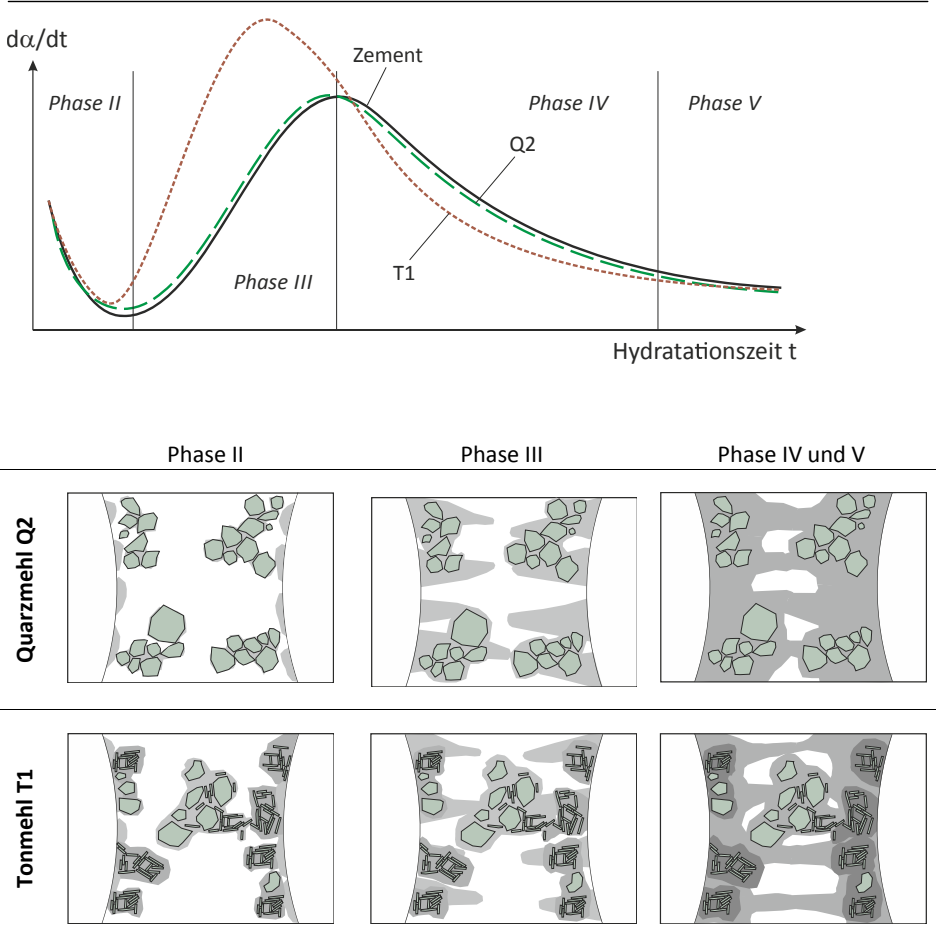 dα/dt
Zement
Phase II
Phase IV
Phase V
Q2
T1
Phase III
Hydratationszeit t
Phase II
Phase III
Phase IV und V
Quarzmehl Q2
Tonmehl T1